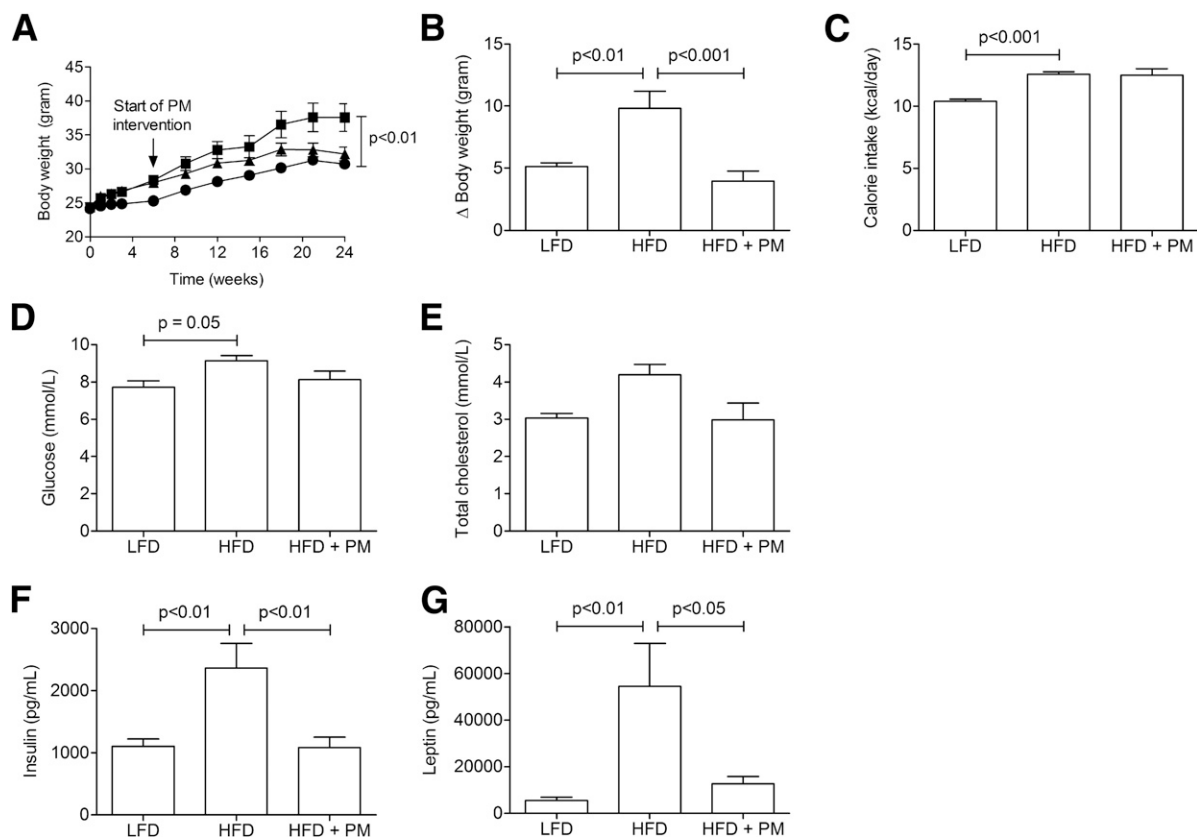 A
Body weight (gram)
45
40
35
30
25
20
Start of PM
intervention
p<0.01
0 4 8 12 16 20 24
Time (weeks)
B
Δ Body weight (gram)
15
10
5
0
p<0.01 p<0.001
LFD HFD HFD + PM
C
Calorie intake (kcal/day)
15
10
5
0
p<0.001
LFD HFD HFD + PM
D
Glucose (mmol/L)
10
8
6
4
2
0
p = 0.05
LFD HFD HFD + PM
E
Total cholesterol (mmol/L)
5
4
3
2
1
0
LFD HFD HFD + PM
F
Insulin (pg/mL)
3000
2000
1000
0
p<0.01 p<0.01
LFD HFD HFD + PM
G
Leptin (pg/mL)
80000
60000
40000
20000
0
p<0.01 p<0.05
LFD HFD HFD + PM